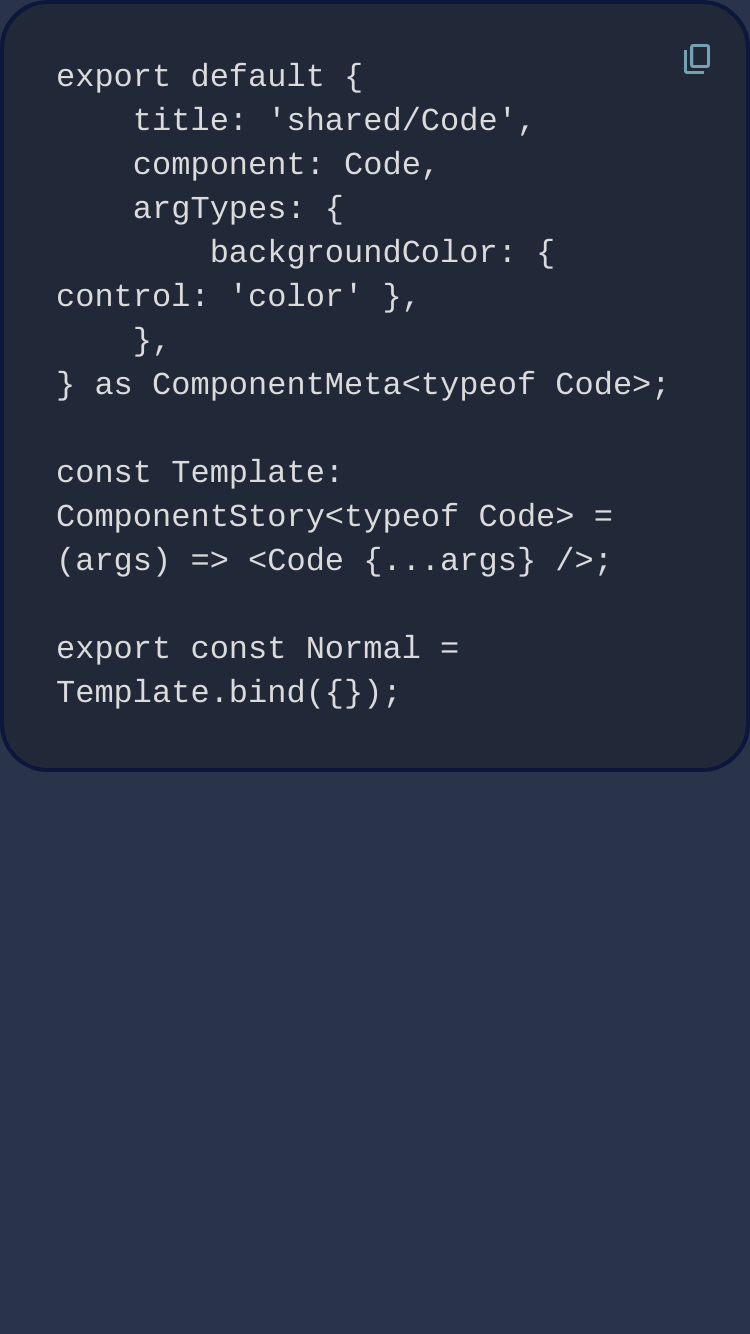 export default {
    title: 'shared/Code',
    component: Code,
    argTypes: {
        backgroundColor: {
control: 'color' },
    },
} as ComponentMeta<typeof Code>;

const Template:
ComponentStory<typeof Code> =
(args) => <Code {...args} />;

export const Normal =
Template.bind({});